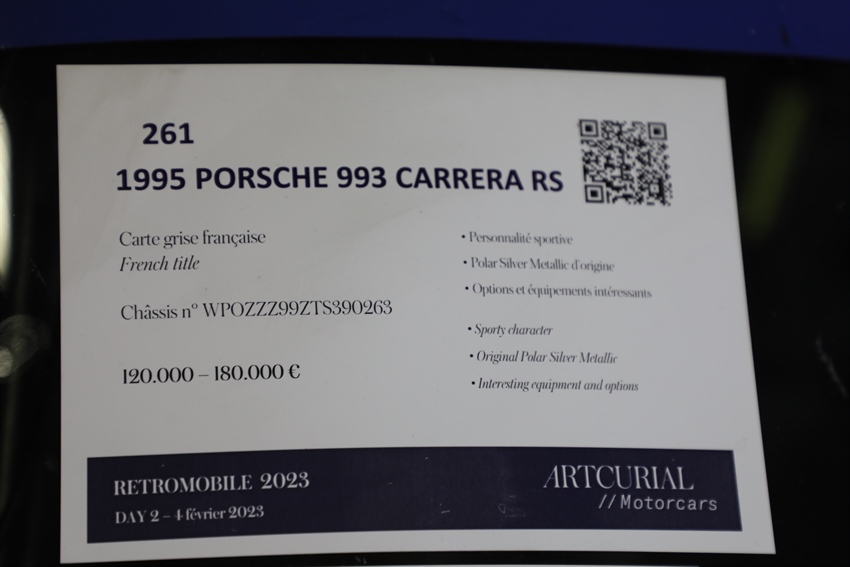 261
1995 PORSCHE 993 CARRERA RS
Carte grise française
French title
Châssis n° WPOZZZ99ZTS390263
120.000 – 180.000 €
• Personnalité sportive
• Polar Silver Metallic d'origine
• Options et équipements intéressants
• Sporty character
• Original Polar Silver Metallic
• Interesting equipment and options
RETROMOBILE 2023
DAY 2 – 4 février 2023
ARTCURIAL
// Motorcars